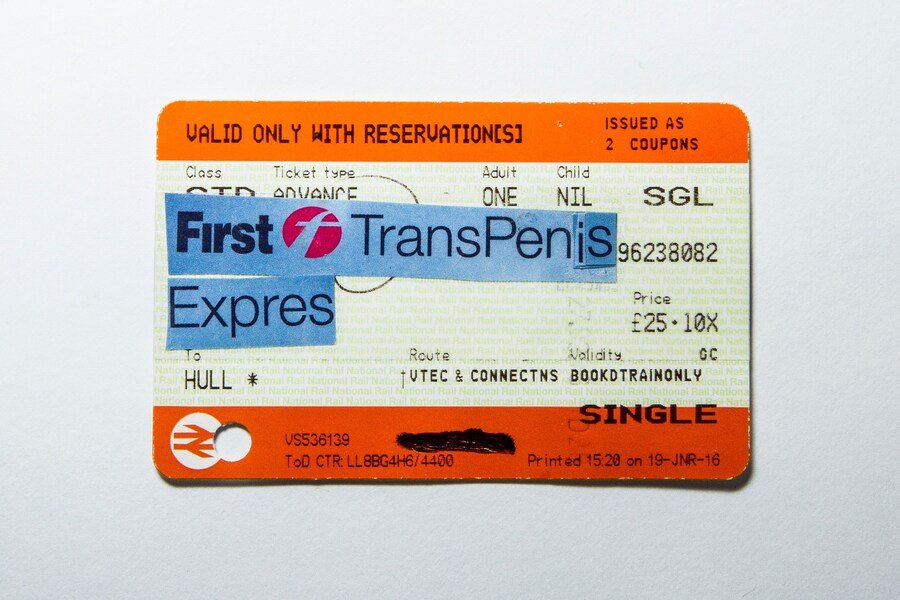 VALID ONLY WITH RESERVATION[S]
ISSUED AS
2 COUPONS
Class Ticket type Adult Child
STD ADVANCE ONE NIL SGL
First TransPenis
96238082
Expres
Price
£25·10X
To Route Validity GC
HULL * †VTEC & CONNECTNS BOOKDTRAINONLY
SINGLE
VS536139
ToD CTR: LL8BG4H6/4400 Printed 15:20 on 19-JNR-16